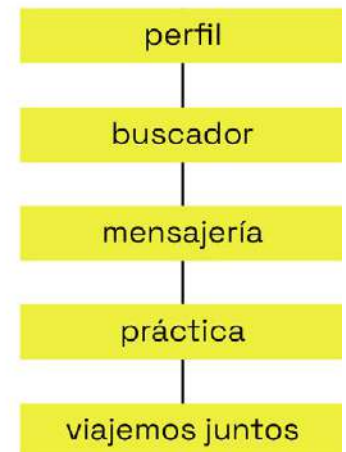 perfil
buscador
mensajería
práctica
viajemos juntos